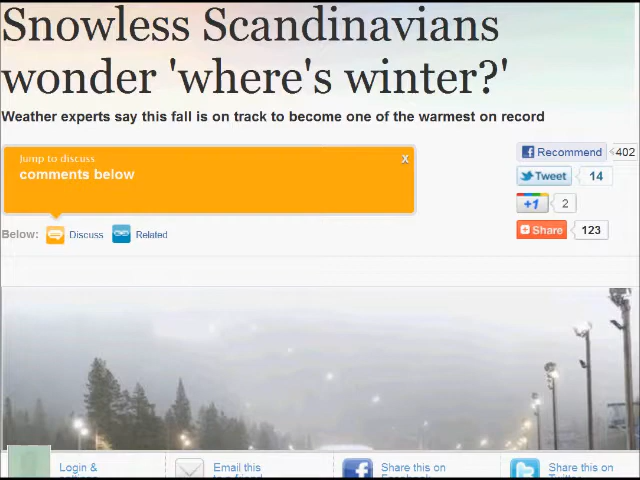 Snowless Scandinavians
wonder 'where's winter?'
Weather experts say this fall is on track to become one of the warmest on record
Jump to discuss
comments below
X
Recommend 402
Tweet 14
+1 2
Share 123
Below: Discuss Related
Login &
Email this
Share this on
Share this on